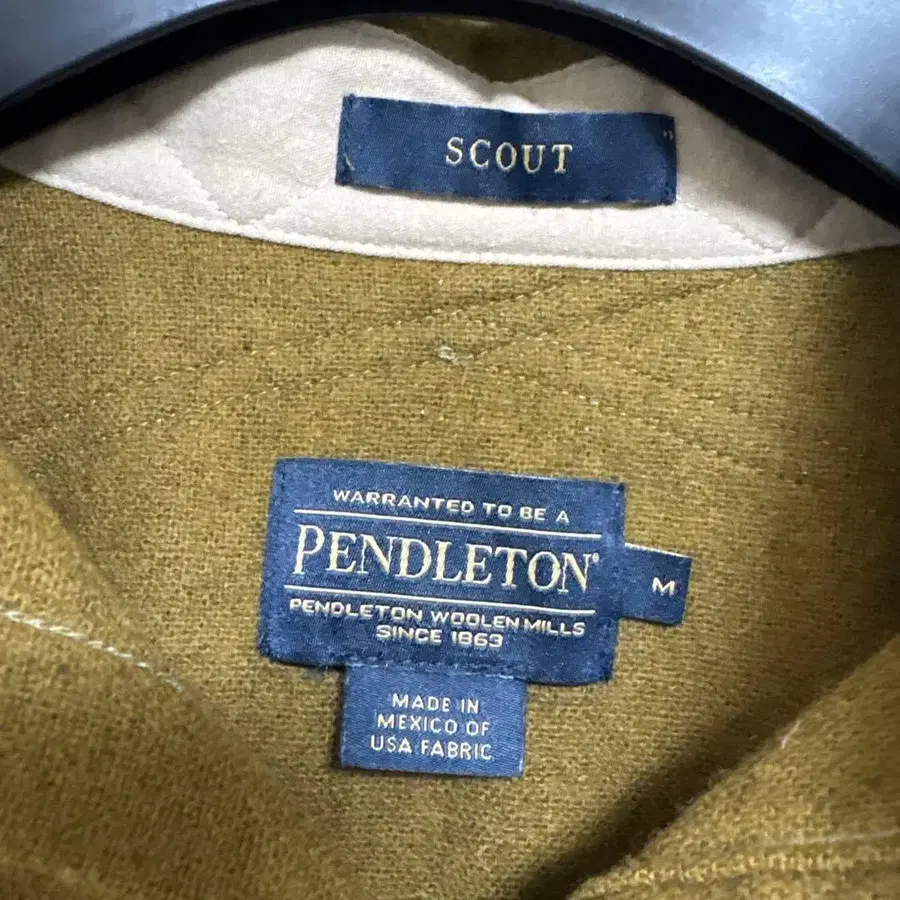 SCOUT
WARRANTED TO BE A
PENDLETON®
M
PENDLETON WOOLEN MILLS
SINCE 1863
MADE IN
MEXICO OF
USA FABRIC